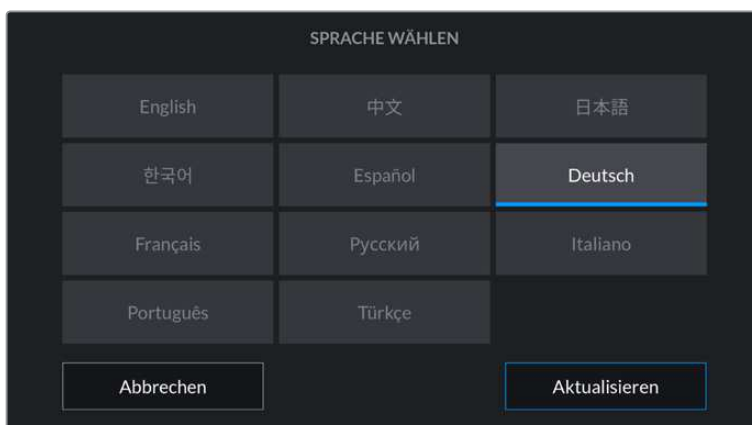 SPRACHE WÄHLEN
English 中文 日本語
한국어 Español Deutsch
Français Русский Italiano
Português Türkçe
Abbrechen Aktualisieren